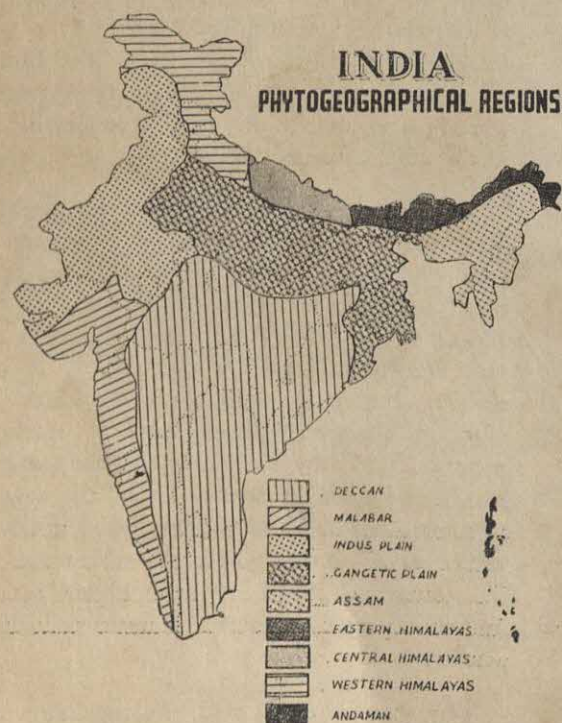 INDIA
PHYTOGEOGRAPHICAL REGIONS
DECCAN
MALABAR
INDUS PLAIN
GANGETIC PLAIN
ASSAM
EASTERN HIMALAYAS
CENTRAL HIMALAYAS
WESTERN HIMALAYAS
ANDAMAN